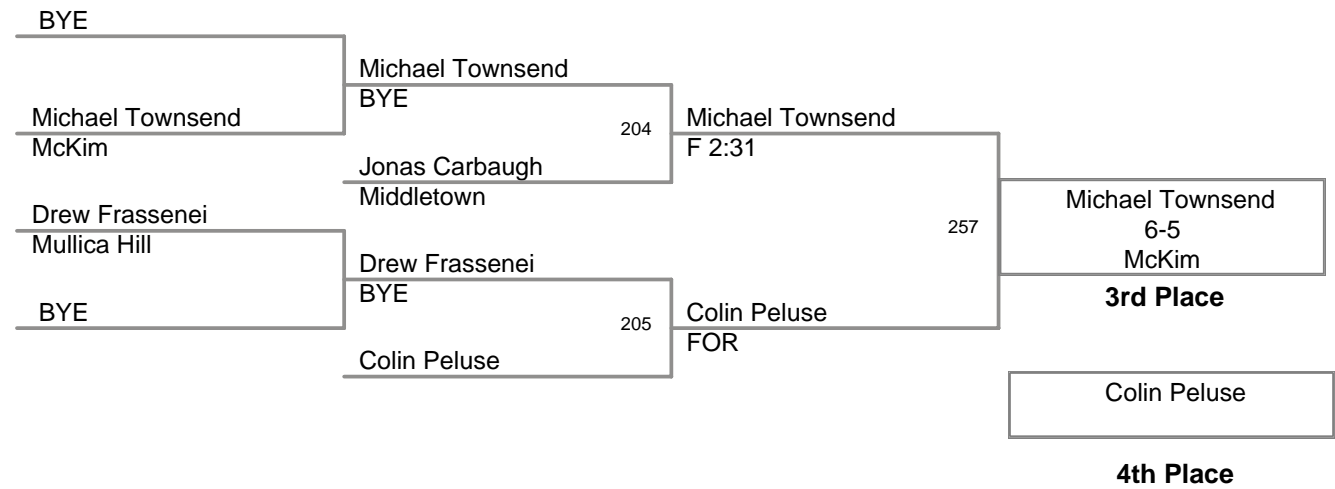 BYE
Michael Townsend
BYE
Michael Townsend
McKim
204
Michael Townsend
F 2:31
Jonas Carbaugh
Middletown
Drew Frassenei
Mullica Hill
257
Michael Townsend
6-5
McKim
3rd Place
Drew Frassenei
BYE
BYE
205
Colin Peluse
FOR
Colin Peluse
Colin Peluse
4th Place